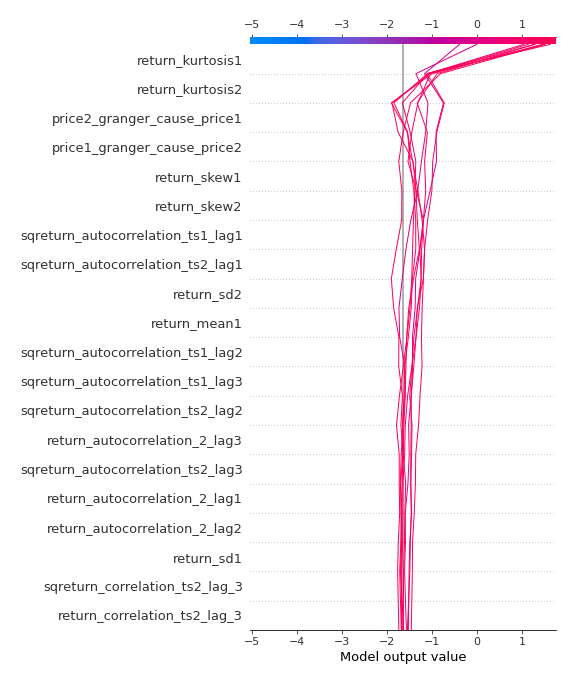 −5 −4 −3 −2 −1 0 1
return_kurtosis1
return_kurtosis2
price2_granger_cause_price1
price1_granger_cause_price2
return_skew1
return_skew2
sqreturn_autocorrelation_ts1_lag1
sqreturn_autocorrelation_ts2_lag1
return_sd2
return_mean1
sqreturn_autocorrelation_ts1_lag2
sqreturn_autocorrelation_ts1_lag3
sqreturn_autocorrelation_ts2_lag2
return_autocorrelation_2_lag3
sqreturn_autocorrelation_ts2_lag3
return_autocorrelation_2_lag1
return_autocorrelation_2_lag2
return_sd1
sqreturn_correlation_ts2_lag_3
return_correlation_ts2_lag_3
−5 −4 −3 −2 −1 0 1
Model output value